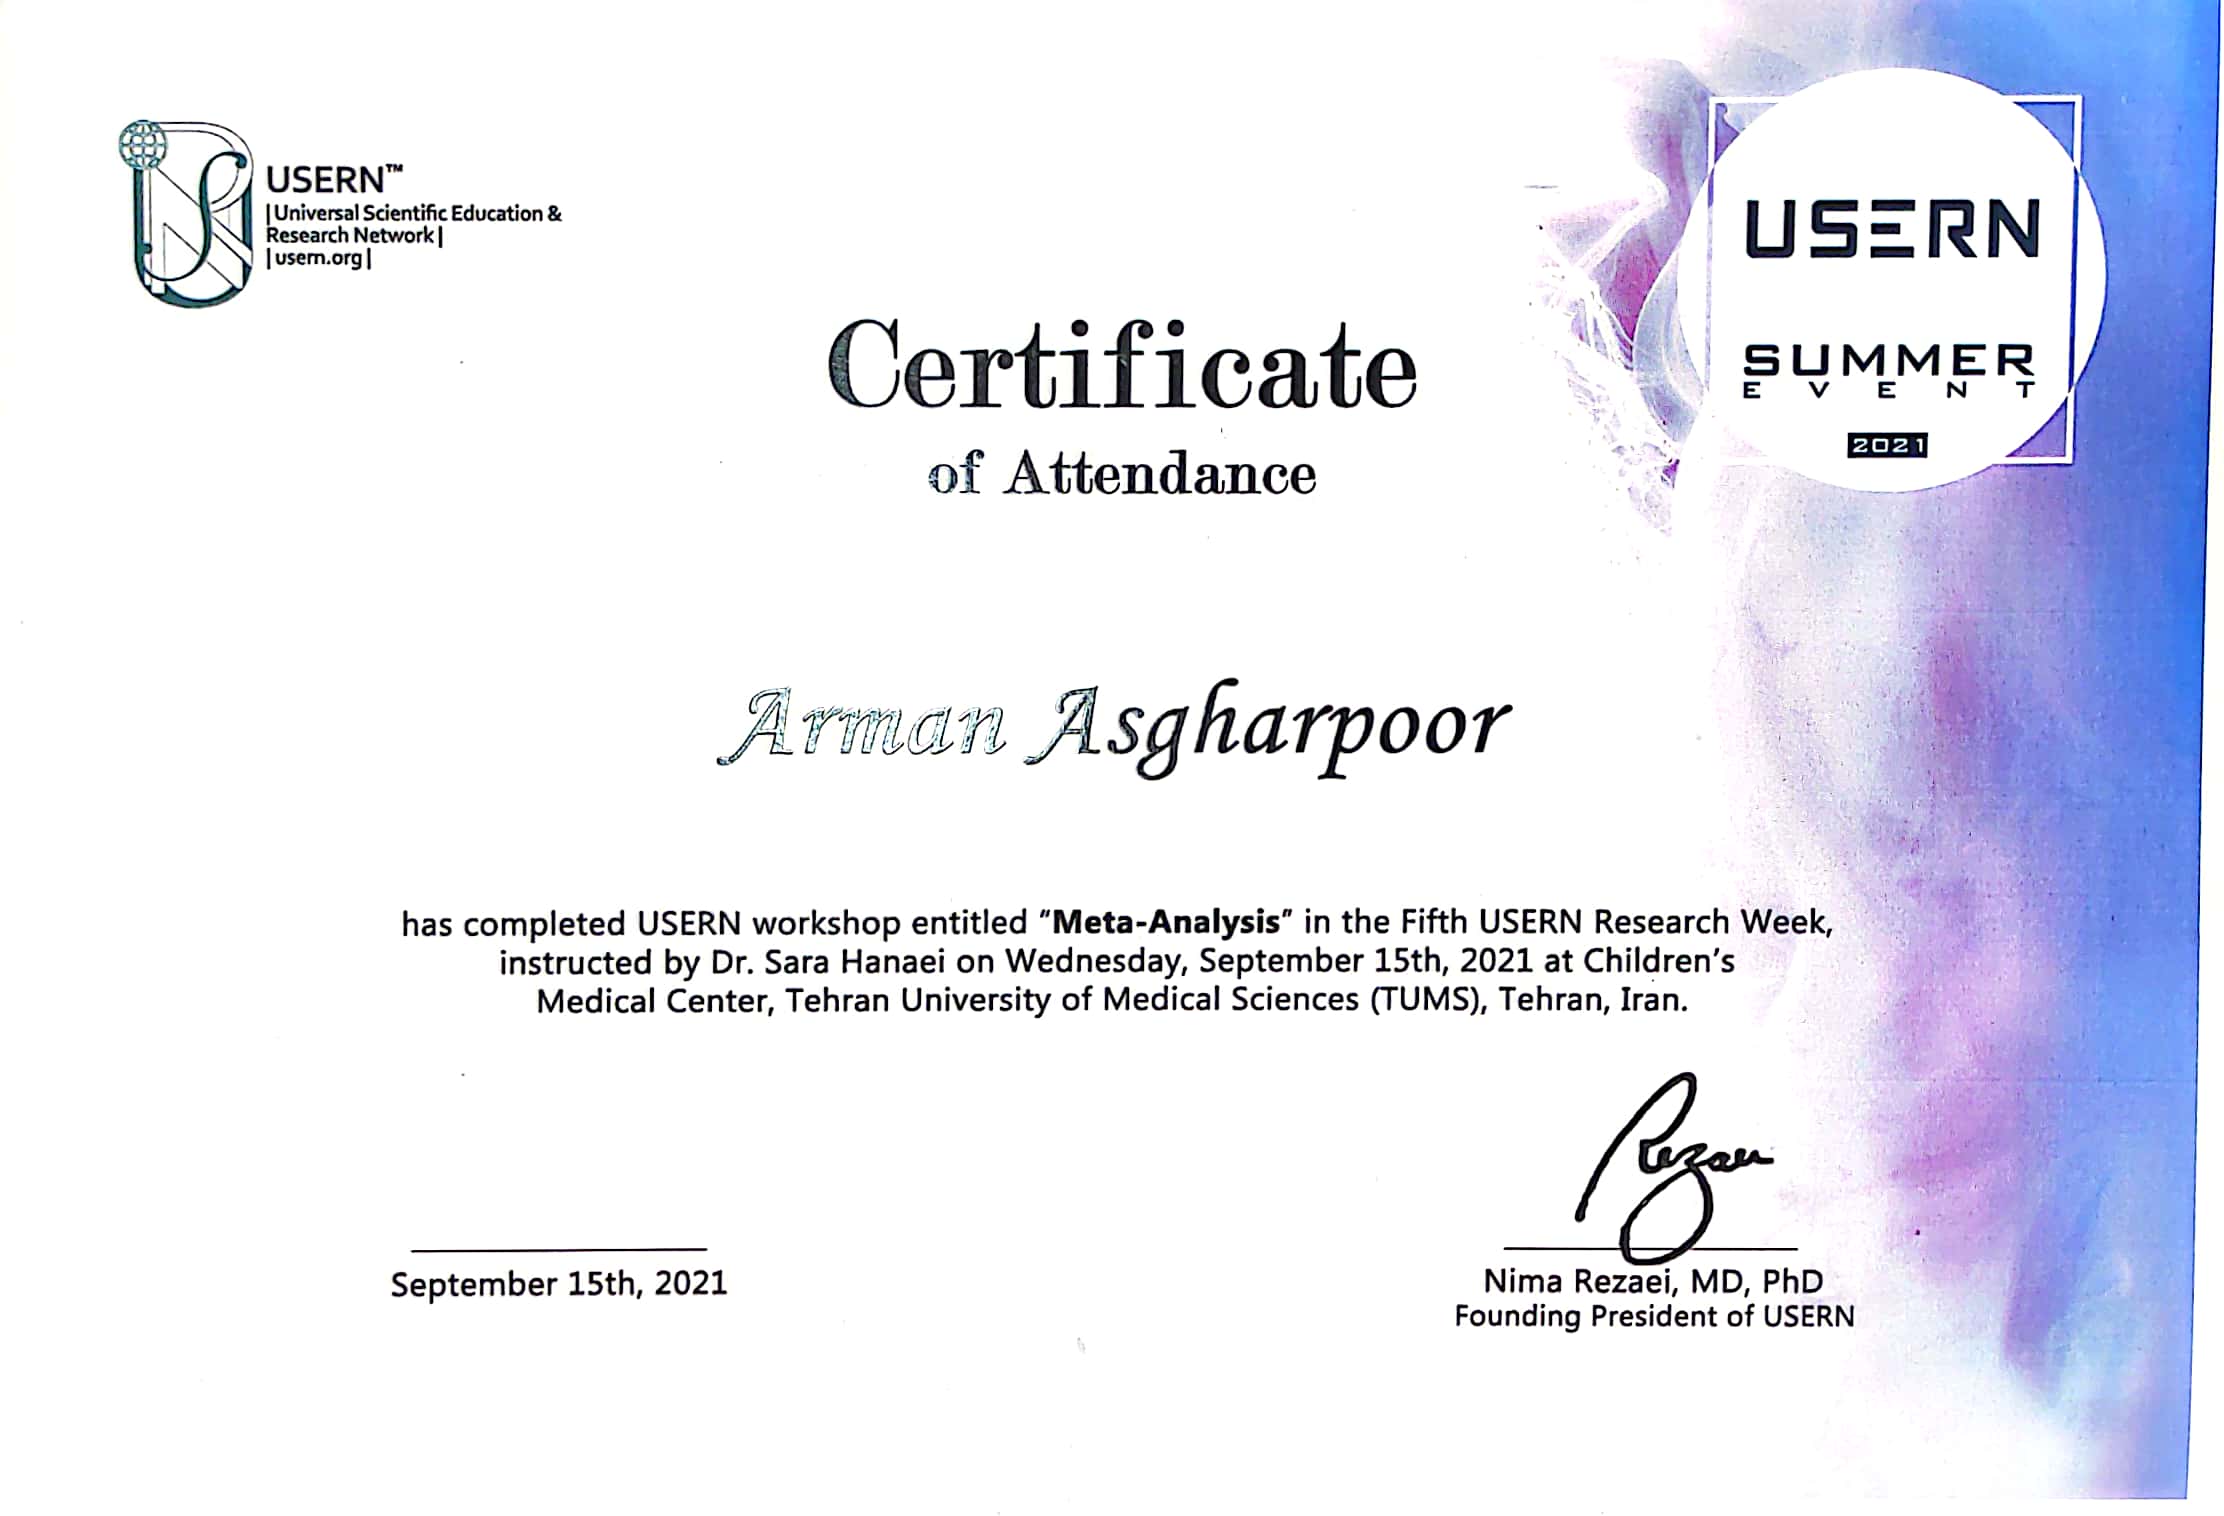 USERN™
|Universal Scientific Education &
Research Network|
|usern.org|
USERN
SUMMER
EVENT
2021
Certificate
of Attendance
Arman Asgharpoor
has completed USERN workshop entitled "Meta-Analysis" in the Fifth USERN Research Week,
instructed by Dr. Sara Hanaei on Wednesday, September 15th, 2021 at Children's
Medical Center, Tehran University of Medical Sciences (TUMS), Tehran, Iran.
Rezaei
September 15th, 2021
Nima Rezaei, MD, PhD
Founding President of USERN